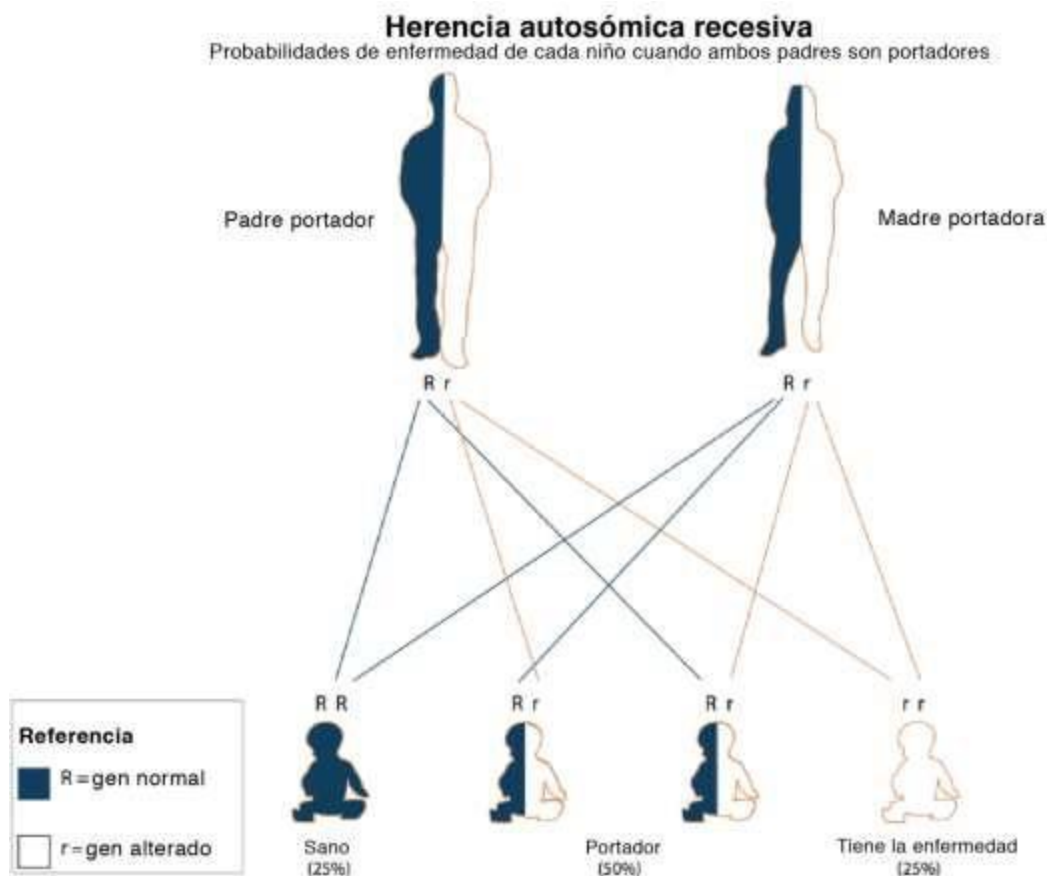 Herencia autosómica recesiva
Probabilidades de enfermedad de cada niño cuando ambos padres son portadores
Padre portador
Madre portadora
R r
R r
R R
R r
R r
r r
Referencia
R=gen normal
r=gen alterado
Sano
(25%)
Portador
(50%)
Tiene la enfermedad
(25%)